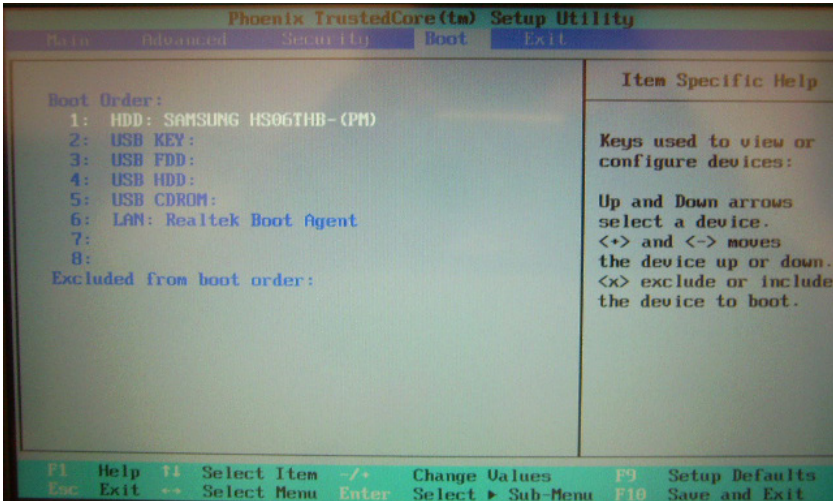 Phoenix TrustedCore(tm) Setup Utility
Main Advanced Security Boot Exit
Item Specific Help
Boot Order:
1: HDD: SAMSUNG HS06THB-(PM)
2: USB KEY:
3: USB FDD:
4: USB HDD:
5: USB CDROM:
6: LAN: Realtek Boot Agent
7:
8:
Excluded from boot order:
Keys used to view or
configure devices:
Up and Down arrows
select a device.
<+> and <-> moves
the device up or down.
<x> exclude or include
the device to boot.
F1 Help ↑↓ Select Item -/+ Change Values F9 Setup Defaults
Esc Exit ↔ Select Menu Enter Select ▶ Sub-Menu F10 Save and Exit